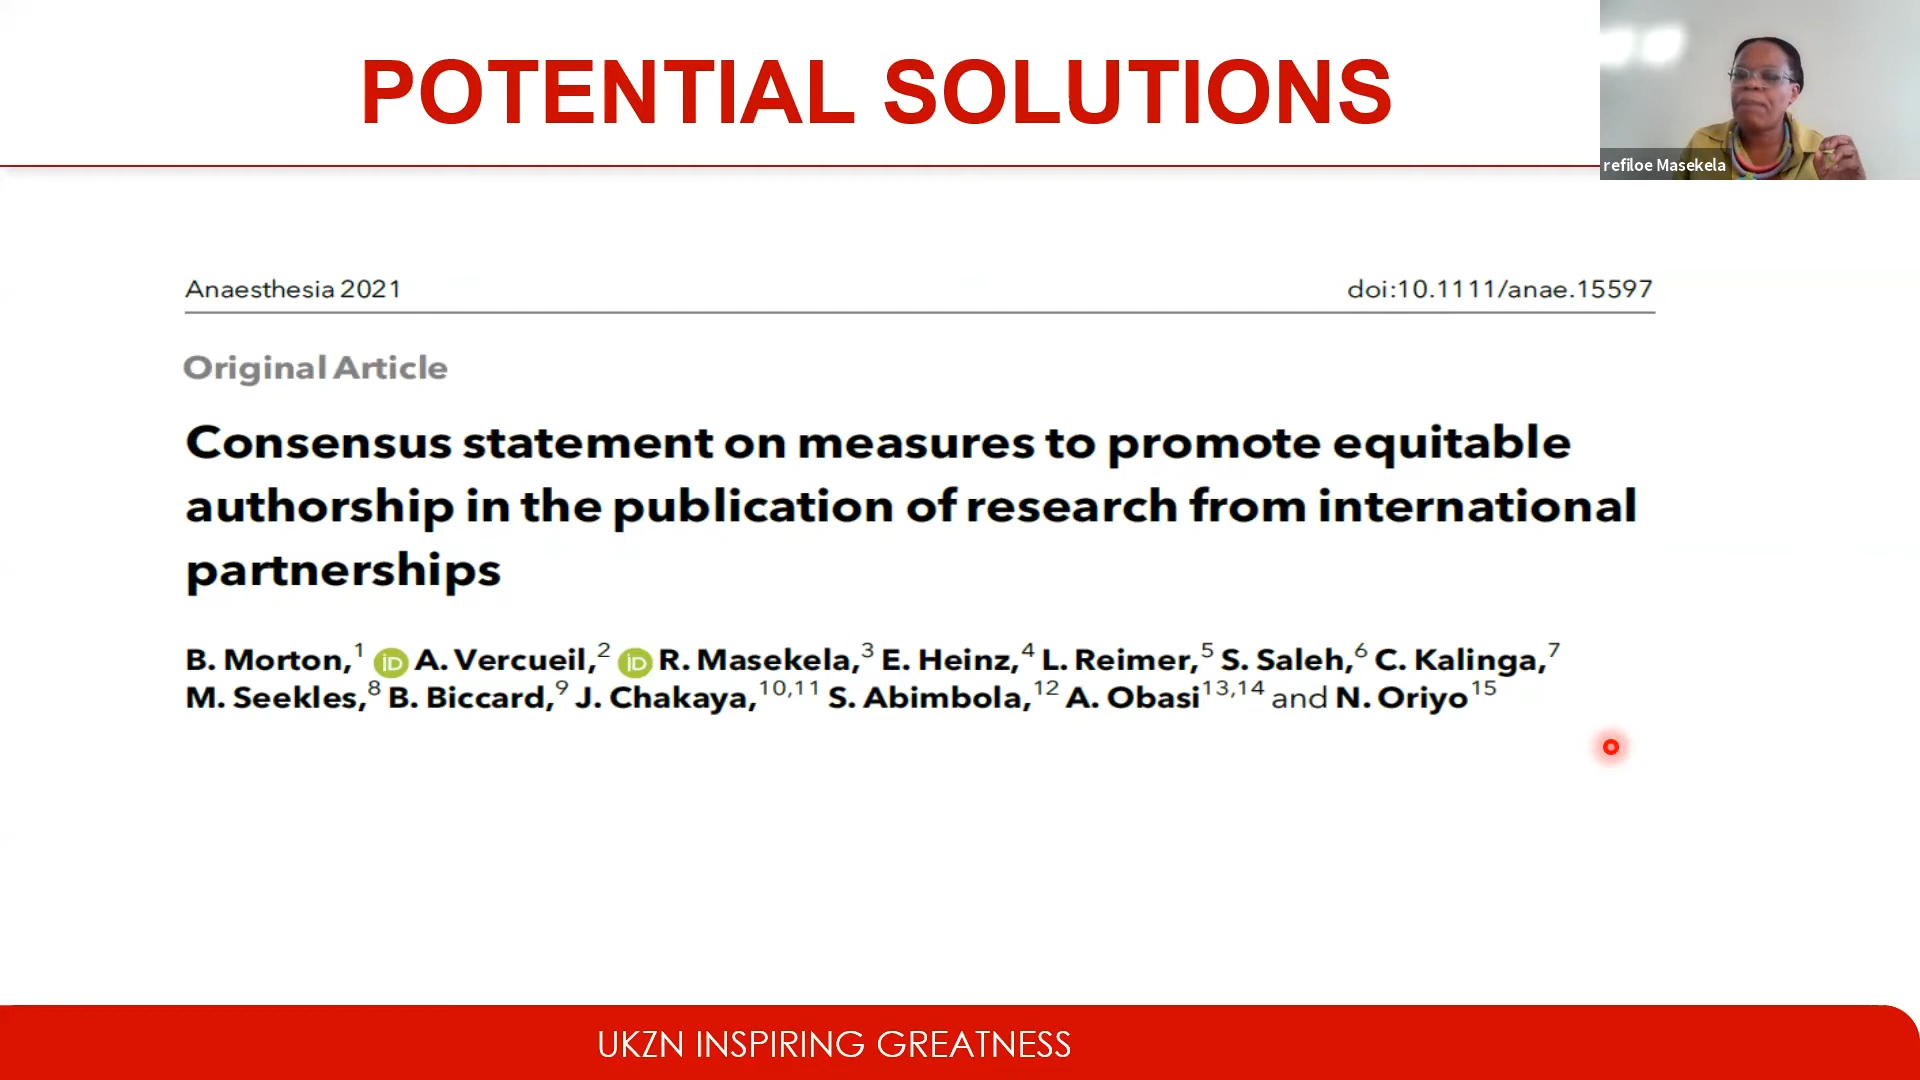 POTENTIAL SOLUTIONS
refiloe Masekela
Anaesthesia 2021
doi:10.1111/anae.15597
Original Article
Consensus statement on measures to promote equitable
authorship in the publication of research from international
partnerships
B. Morton,1 iD A. Vercueil,2 iD R. Masekela,3 E. Heinz,4 L. Reimer,5 S. Saleh,6 C. Kalinga,7
M. Seekles,8 B. Biccard,9 J. Chakaya,10,11 S. Abimbola,12 A. Obasi13,14 and N. Oriyo15
UKZN INSPIRING GREATNESS